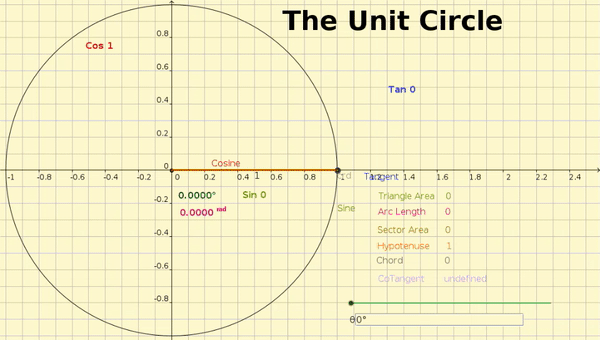 The Unit Circle
0.8
Cos 1
0.6
Tan 0
0.4
0.2
Cosine
0
-1 -0.8 -0.6 -0.4 -0.2 0 0.2 0.4 1 0.6 0.8 1 Tangent 1.2 1.4 1.6 1.8 2 2.2 2.4
0.0000° Sin 0
-0.2
Triangle Area 0
0.0000 rad
Sine
Arc Length 0
-0.4
Sector Area 0
Hypotenuse 1
-0.6
Chord 0
CoTangent undefined
-0.8
θ0°